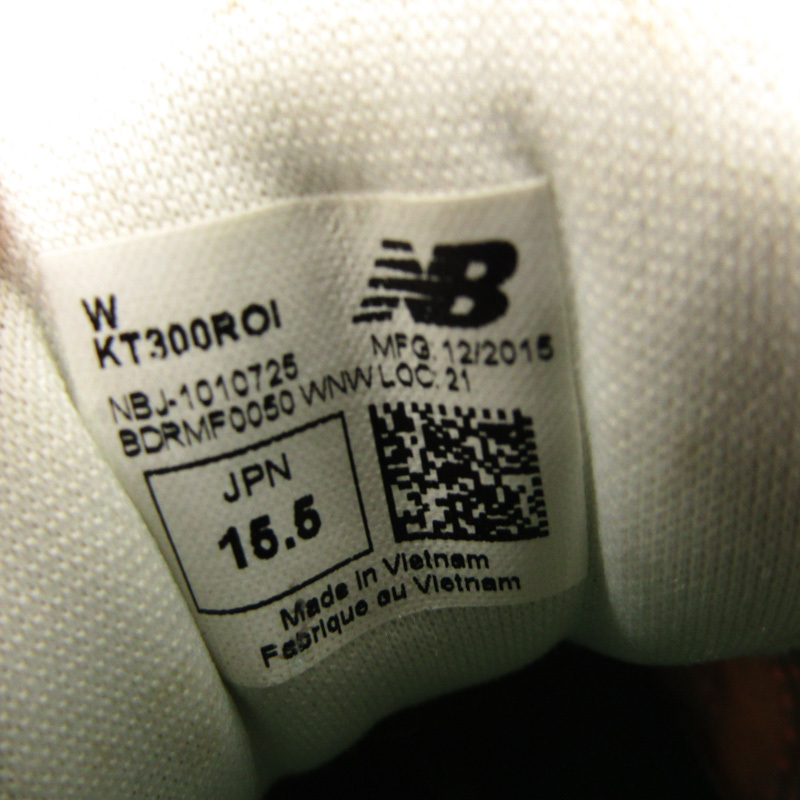 NB
W
KT300ROI
MFG. 12/2015
NBJ-1010725
BDRMF0050 WNW LOC: 21
JPN
15.5
Made in Vietnam
Fabrique au Vietnam